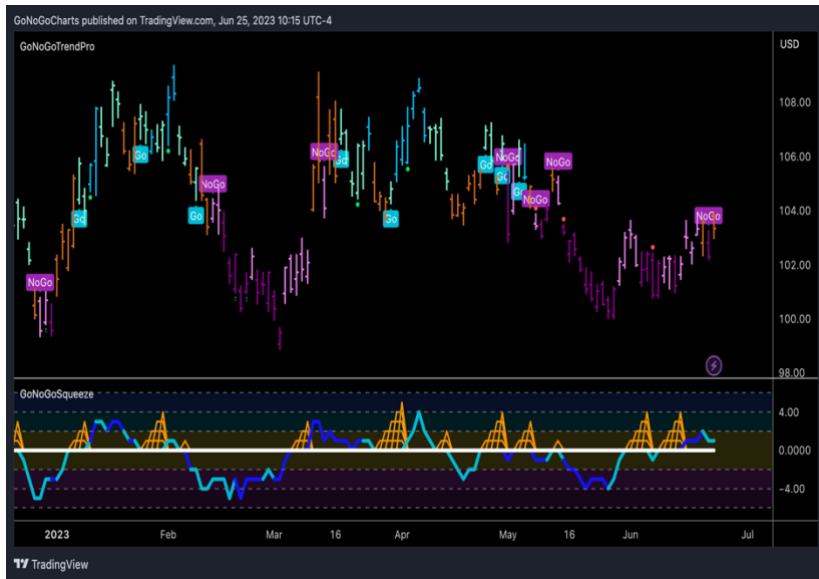 GoNoGoCharts published on TradingView.com, Jun 25, 2023 10:15 UTC-4
GoNoGoTrendPro
USD
108.00
106.00
104.00
102.00
100.00
98.00
NoGo
Go
Go
Go
NoGo
NoGo
Go
Go
Go
NoGo
Go
Go
NoGo
NoGo
NoGo
GoNoGoSqueeze
4.00
0.0000
-4.00
2023 Feb Mar 16 Apr May 16 Jun Jul
TradingView